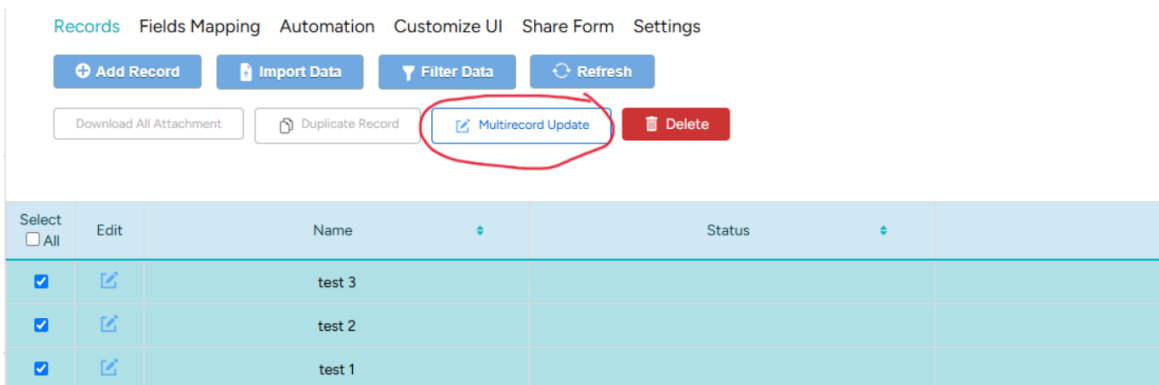 Records Fields Mapping Automation Customize UI Share Form Settings
Add Record Import Data Filter Data Refresh
Download All Attachment Duplicate Record Multirecord Update Delete
Select
All Edit Name Status
test 3
test 2
test 1